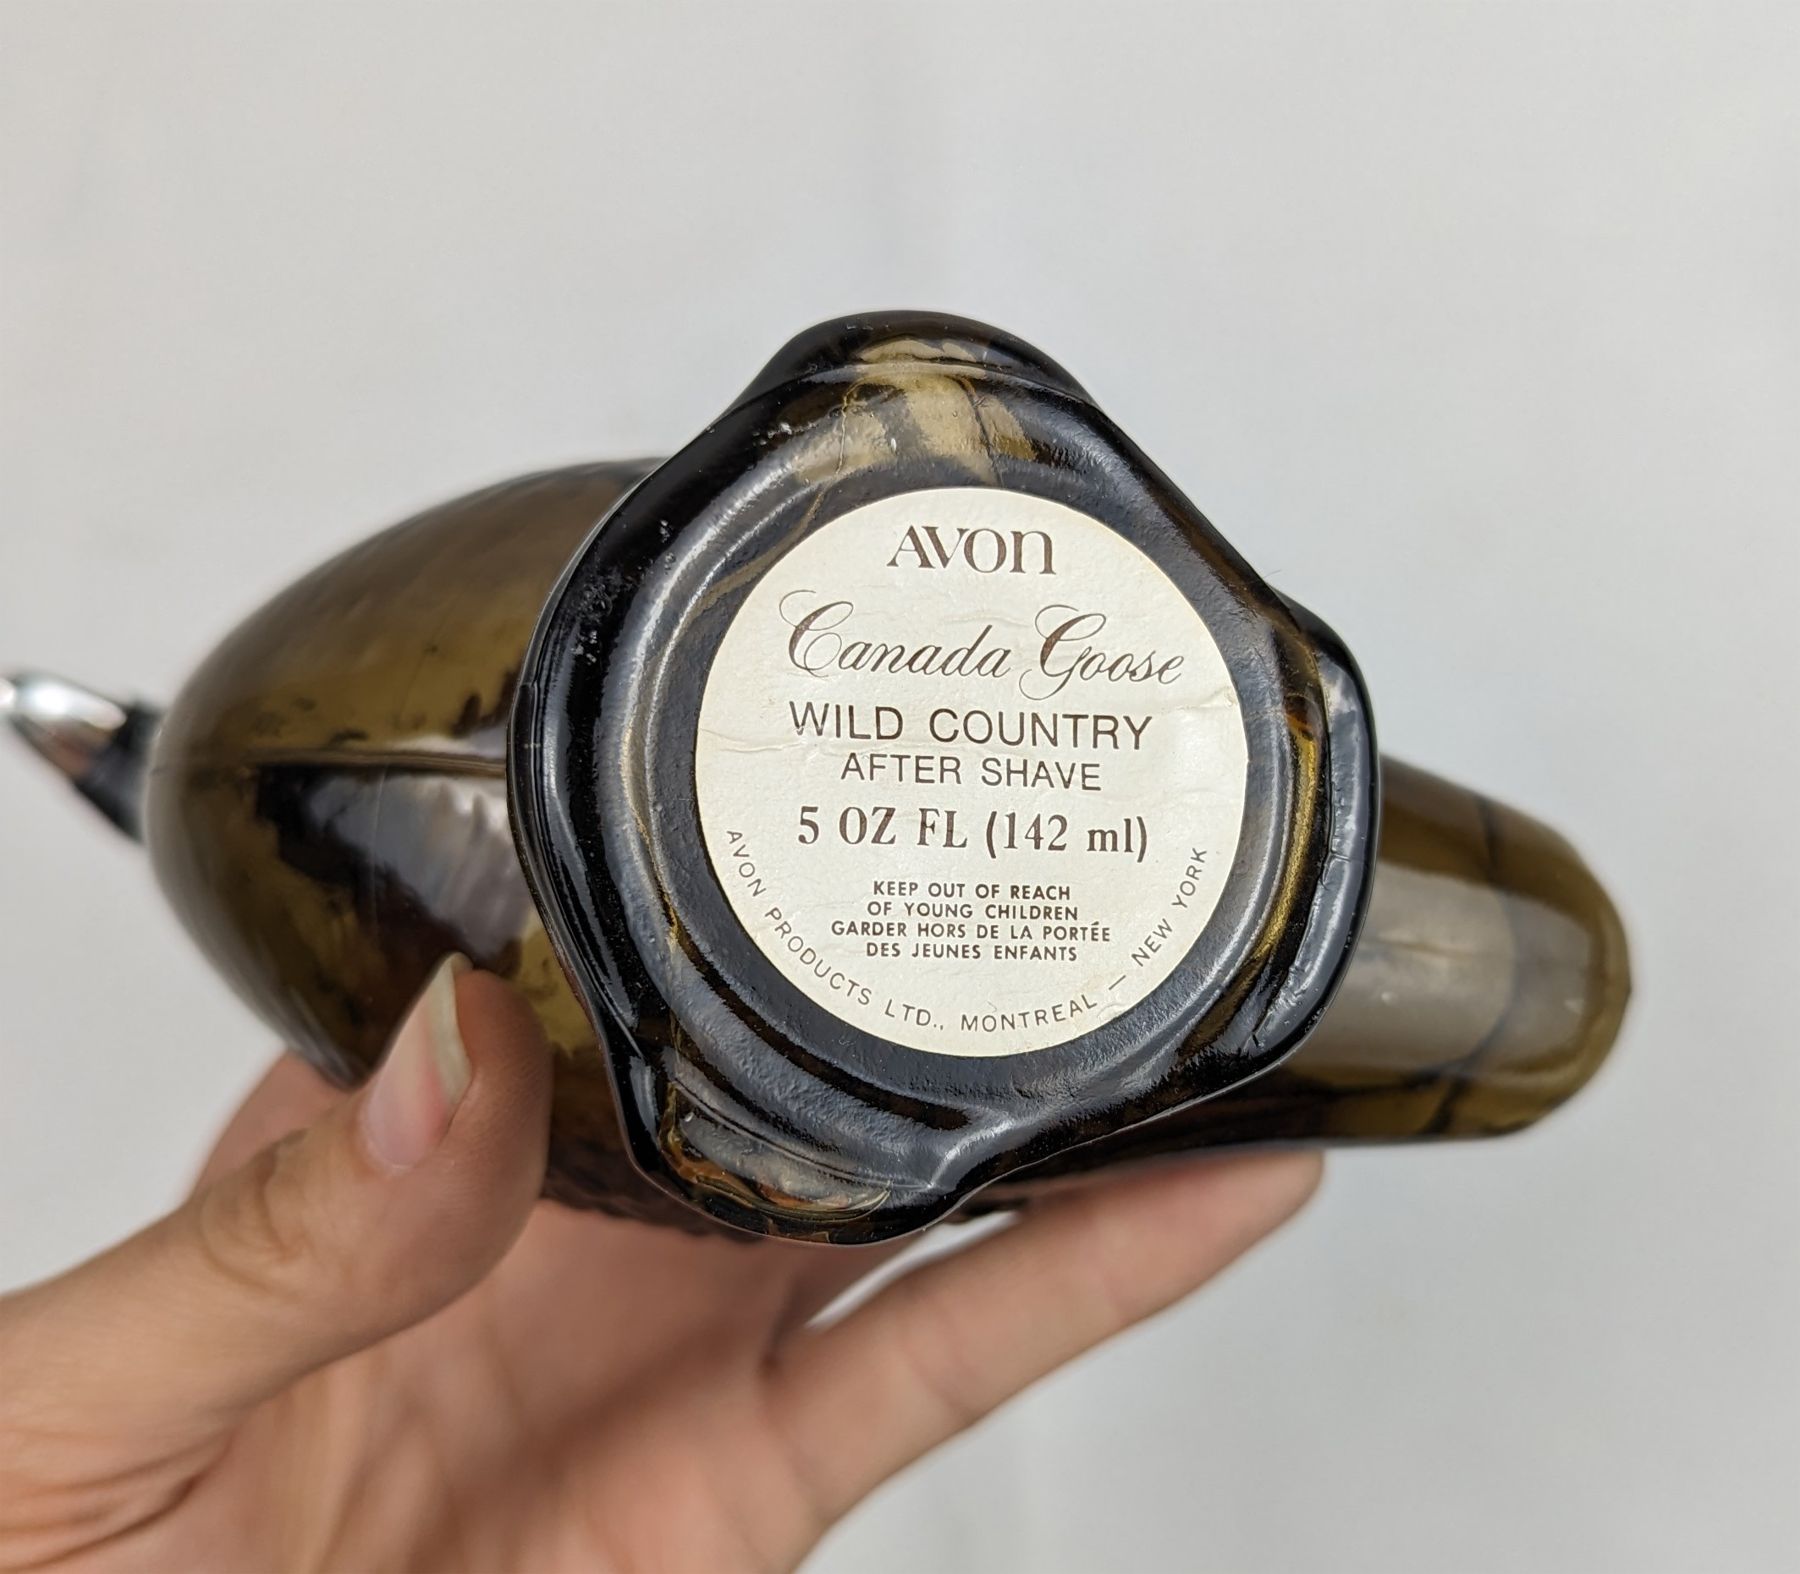 AVON
Canada Goose
WILD COUNTRY
AFTER SHAVE
5 OZ FL (142 ml)
KEEP OUT OF REACH
OF YOUNG CHILDREN
GARDER HORS DE LA PORTÉE
DES JEUNES ENFANTS
AVON PRODUCTS LTD., MONTREAL — NEW YORK